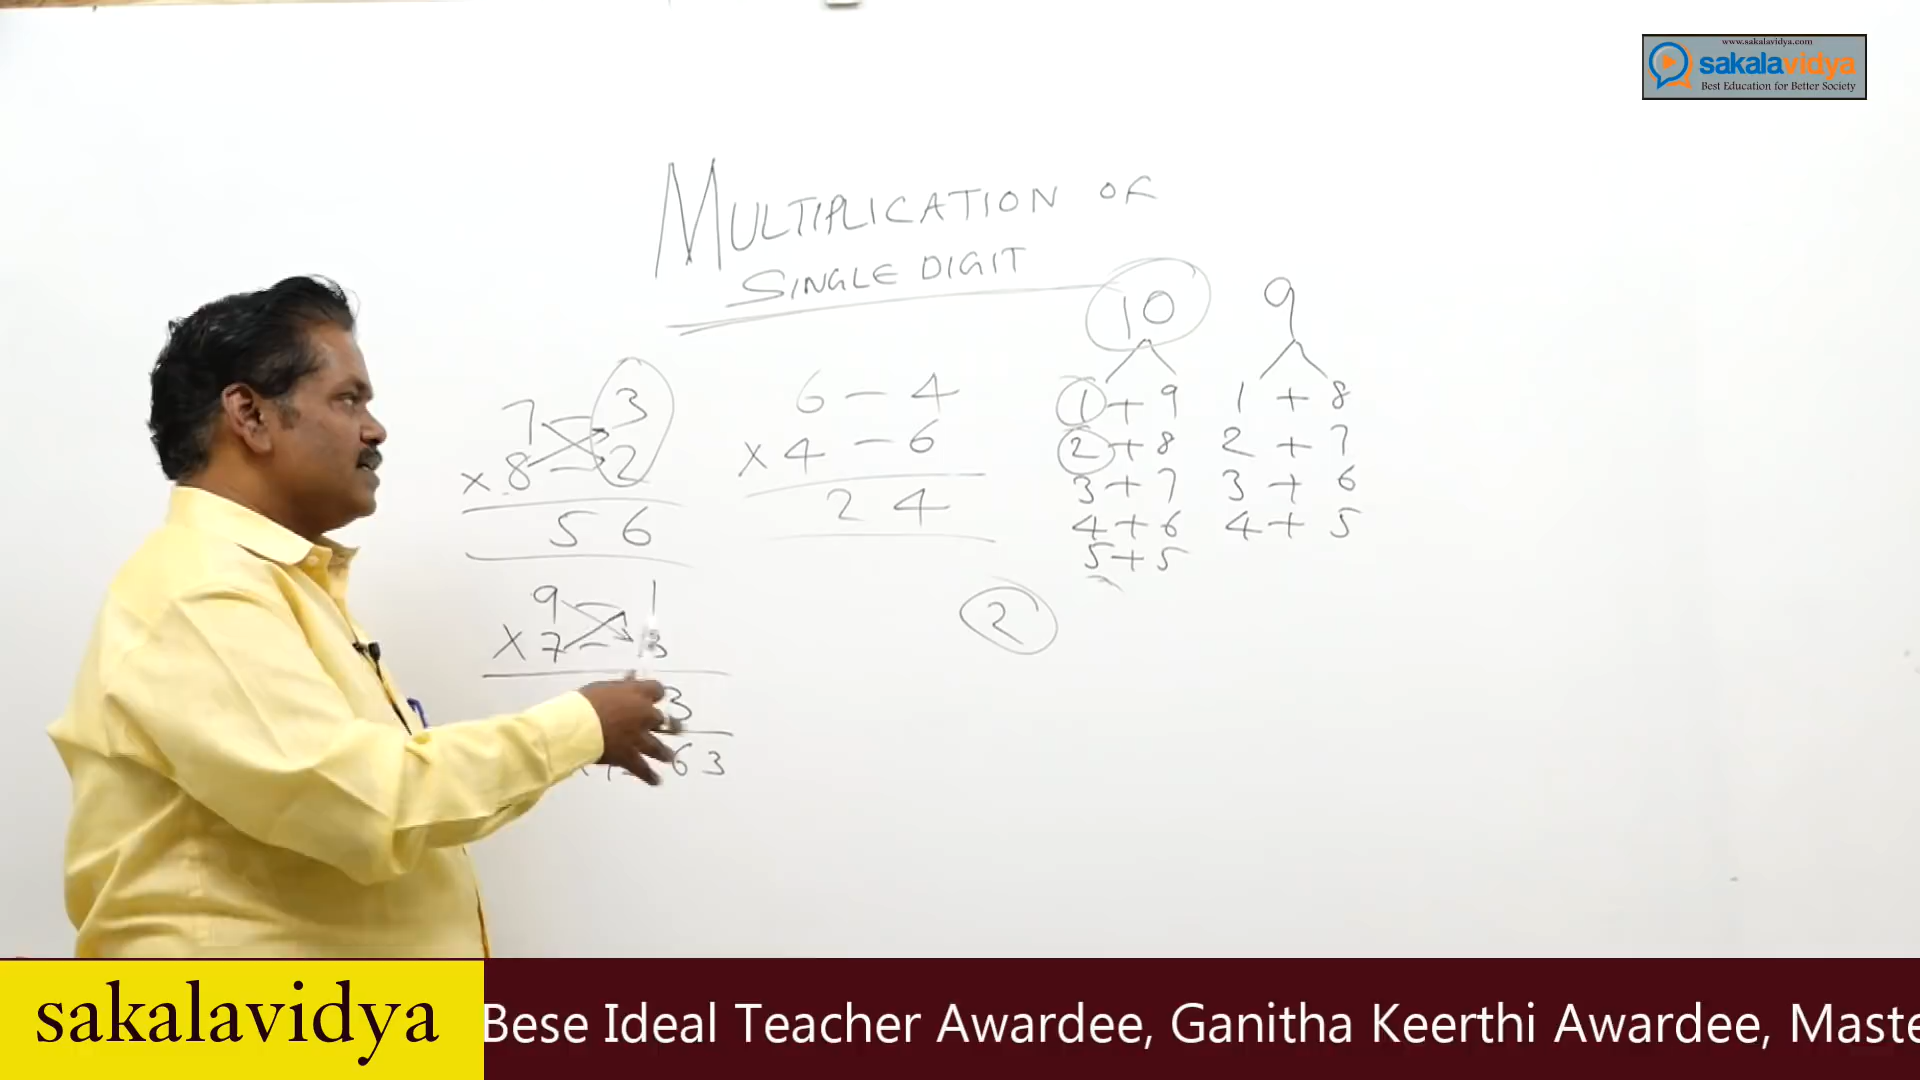 www.sakalavidya.com
sakalavidya
Best Education for Better Society
MULTIPLICATION OF
SINGLE DIGIT
10 9
7 3
× 8 – 2
5 6
6 – 4
× 4 – 6
2 4
1 + 9 1 + 8
2 + 8 2 + 7
3 + 7 3 + 6
4 + 6 4 + 5
5 + 5
2
9 1
× 7 – 3
3
6 3
sakalavidya
Bese Ideal Teacher Awardee, Ganitha Keerthi Awardee, Maste